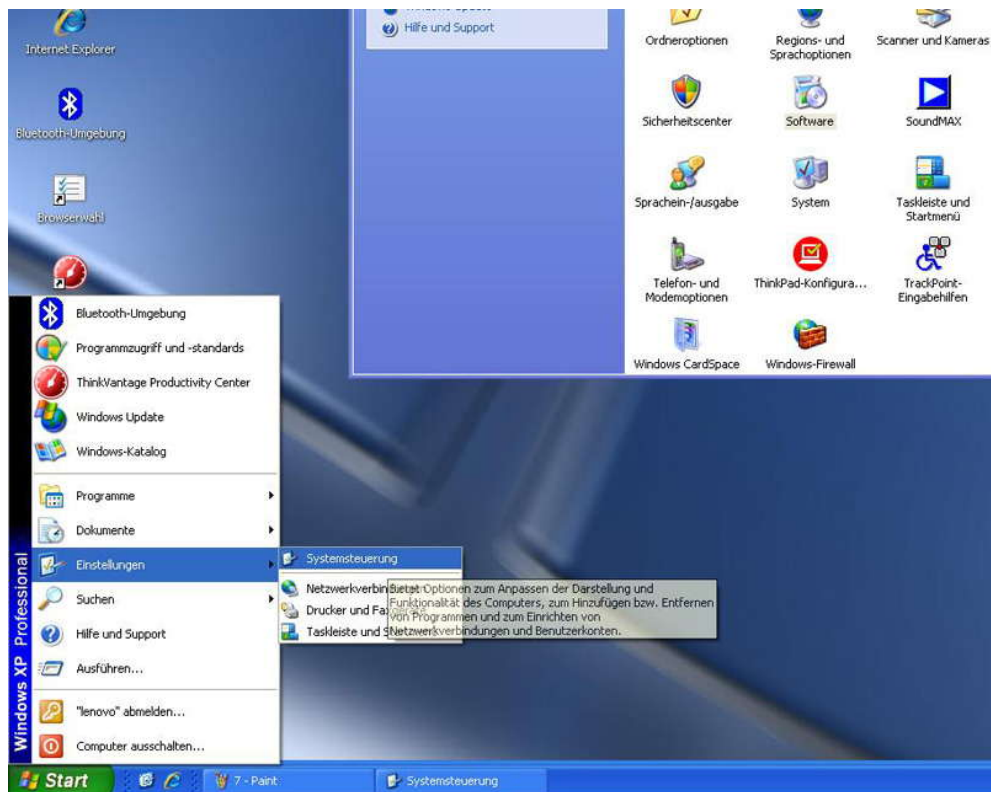 Internet Explorer
Bluetooth-Umgebung
Browserwahl
Hilfe und Support
Ordneroptionen
Regions- und
Sprachoptionen
Scanner und Kameras
Sicherheitscenter
Software
SoundMAX
Sprachein-/ausgabe
System
Taskleiste und
Startmenü
Telefon- und
Modemoptionen
ThinkPad-Konfigura...
TrackPoint-
Eingabehilfen
Windows CardSpace
Windows-Firewall
Bluetooth-Umgebung
Programmzugriff und -standards
ThinkVantage Productivity Center
Windows Update
Windows-Katalog
Programme
Dokumente
Einstellungen
Suchen
Hilfe und Support
Ausführen...
"lenovo" abmelden...
Computer ausschalten...
Windows XP Professional
Systemsteuerung
Drucker und
Taskleiste und
Optionen zum Anpassen der Darstellung und
Funktionalität des Computers, zum Hinzufügen bzw. Entfernen
von Programmen und zum Einrichten von
Netzwerkverbindungen und Benutzerkonten.
Start
7 - Paint
Systemsteuerung